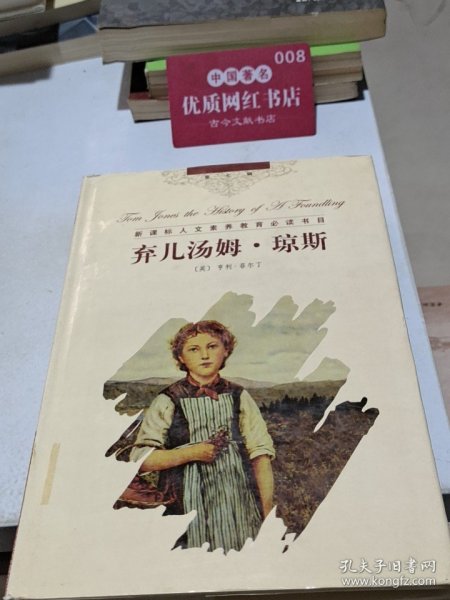 008
中国著名
优质网红书店
古今文献书店
Tom Jones the History of A Foundling
新课标人文素养教育必读书目
弃儿汤姆·琼斯
〔英〕亨利·菲尔丁
孔夫子旧书网
www.kongfz.com